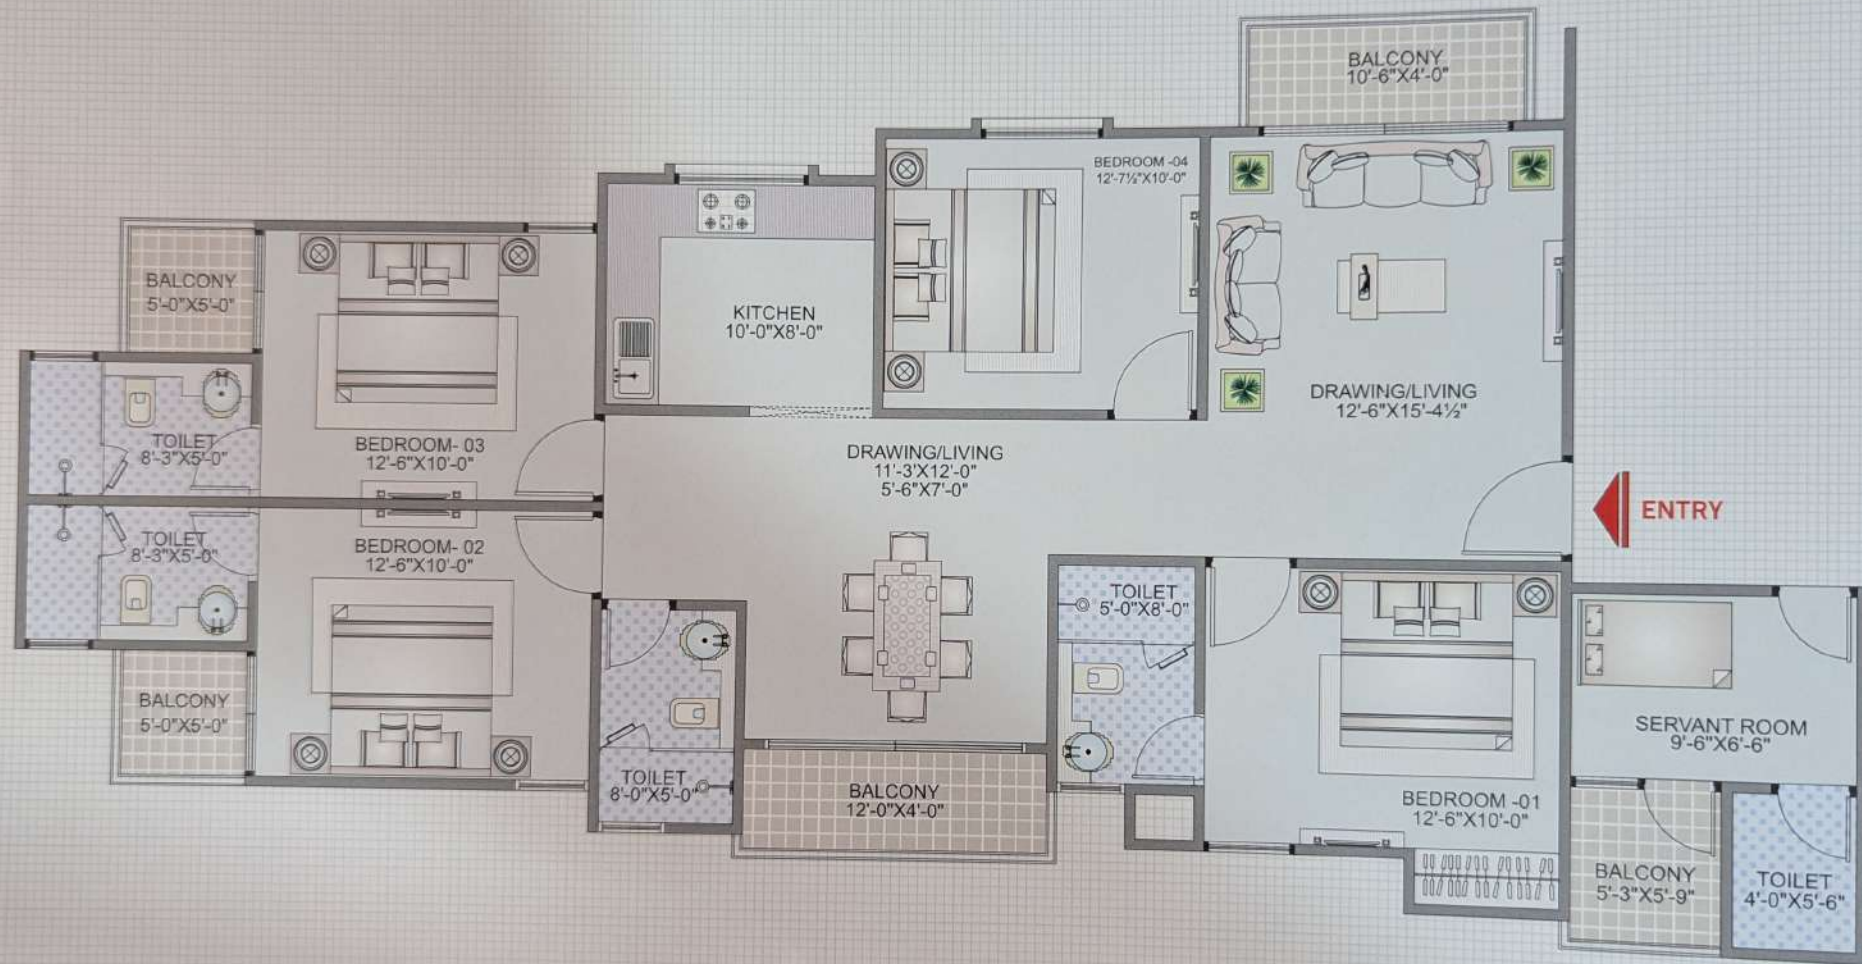 BALCONY
10'-6"X4'-0"
BEDROOM -04
12'-7½"X10'-0"
BALCONY
5'-0"X5'-0"
KITCHEN
10'-0"X8'-0"
DRAWING/LIVING
12'-6"X15'-4½"
TOILET
8'-3"X5'-0"
BEDROOM- 03
12'-6"X10'-0"
DRAWING/LIVING
11'-3'X12'-0"
5'-6"X7'-0"
ENTRY
TOILET
8'-3"X5'-0"
BEDROOM- 02
12'-6"X10'-0"
TOILET
5'-0"X8'-0"
BALCONY
5'-0"X5'-0"
SERVANT ROOM
9'-6"X6'-6"
TOILET
8'-0"X5'-0"
BALCONY
12'-0"X4'-0"
BEDROOM -01
12'-6"X10'-0"
BALCONY
5'-3"X5'-9"
TOILET
4'-0"X5'-6"